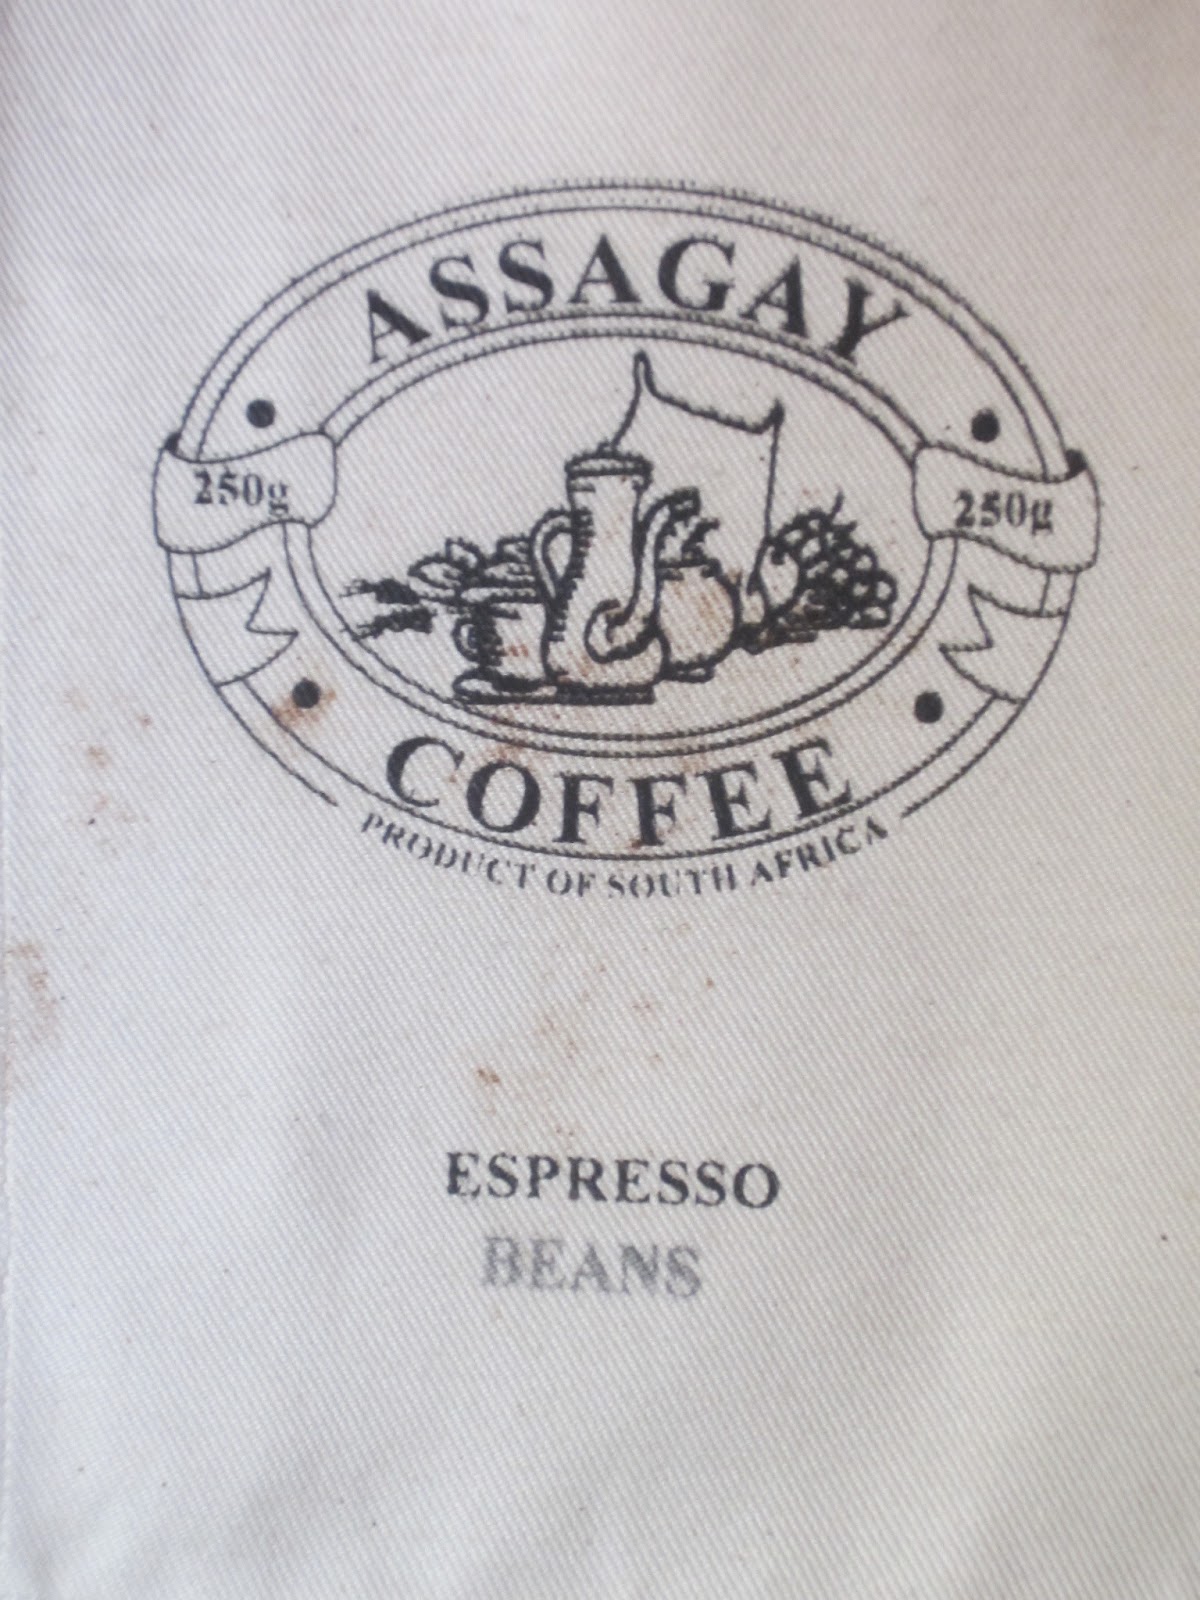 ASSAGAY
250g
250g
COFFEE
PRODUCT OF SOUTH AFRICA
ESPRESSO
BEANS